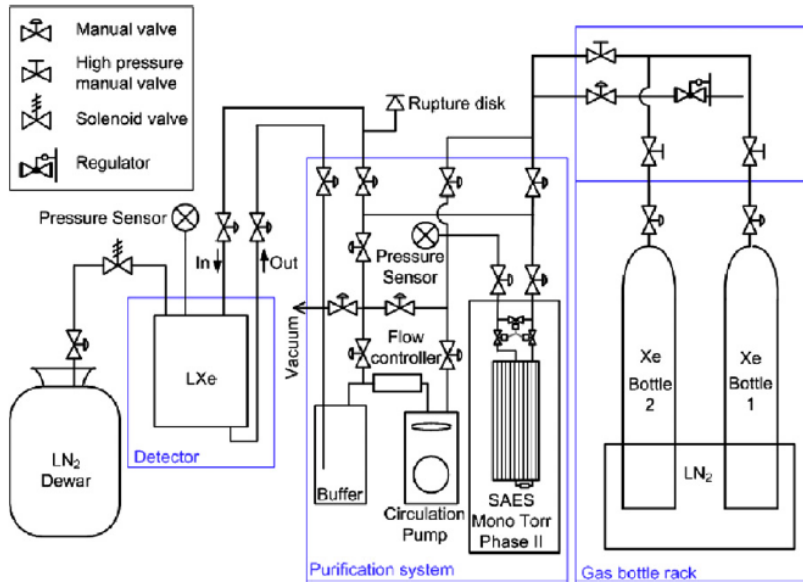 Manual valve
High pressure
manual valve
Solenoid valve
Regulator
Rupture disk
Pressure Sensor
In
Out
Pressure
Sensor
Vacuum
Flow
controller
LXe
Detector
LN2
Dewar
Buffer
Circulation
Pump
SAES
Mono Torr
Phase II
Purification system
Xe
Bottle
2
Xe
Bottle
1
LN2
Gas bottle rack